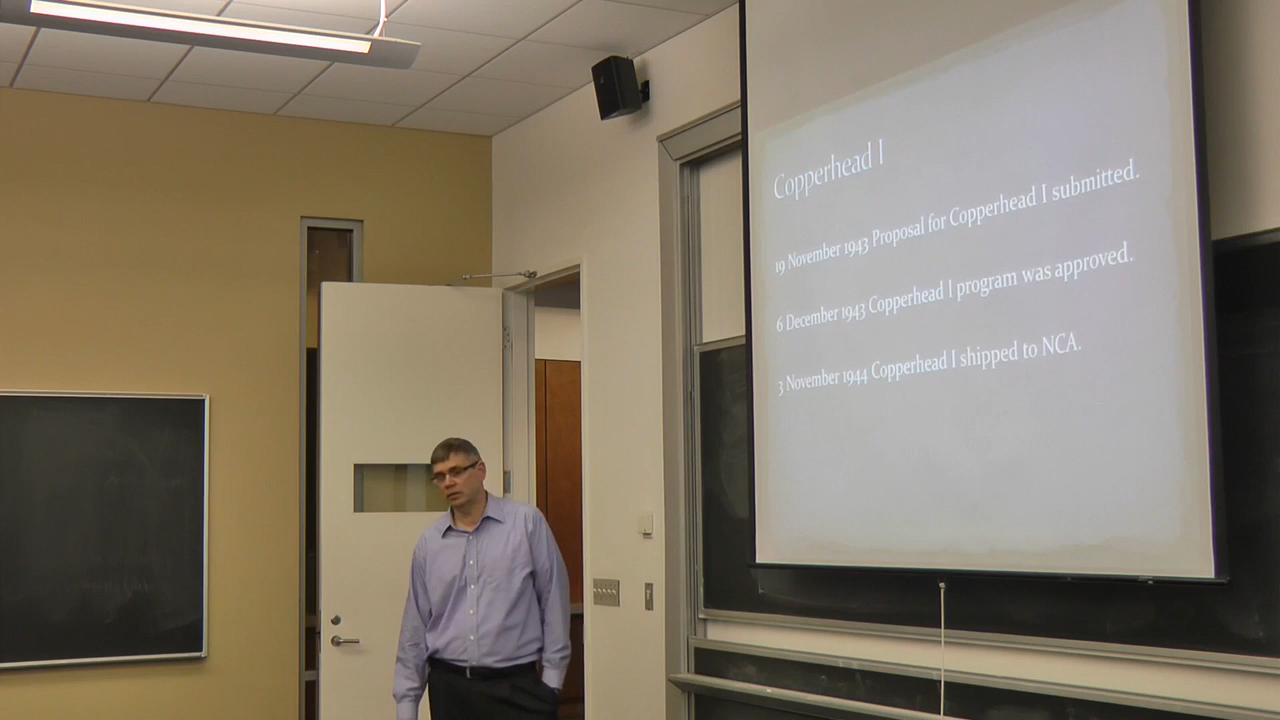 Copperhead I
19 November 1943 Proposal for Copperhead I submitted.
6 December 1943 Copperhead I program was approved.
3 November 1944 Copperhead I shipped to NCA.